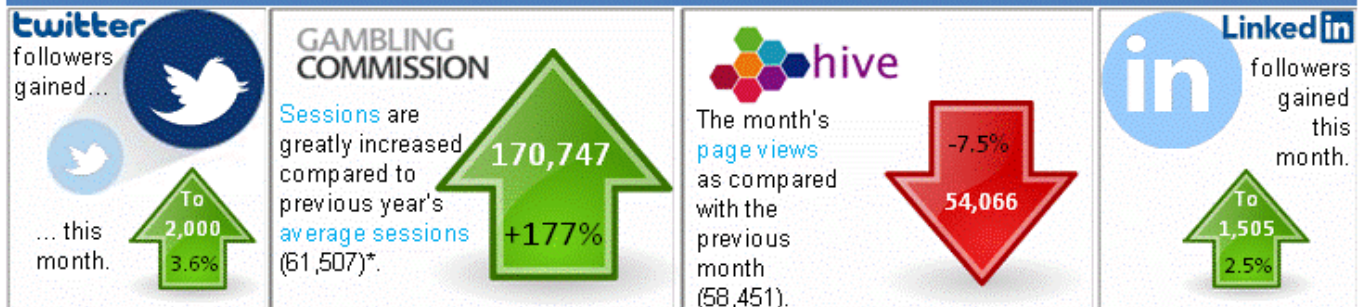 twitter
followers
gained...
... this
month.
To
2,000
3.6%
GAMBLING
COMMISSION
Sessions are
greatly increased
compared to
previous year's
average sessions
(61,507)*.
170,747
+177%
hive
The month's
page views
as compared
with the
previous
month
(58,451).
-7.5%
54,066
Linked in
in
followers
gained
this
month.
To
1,505
2.5%